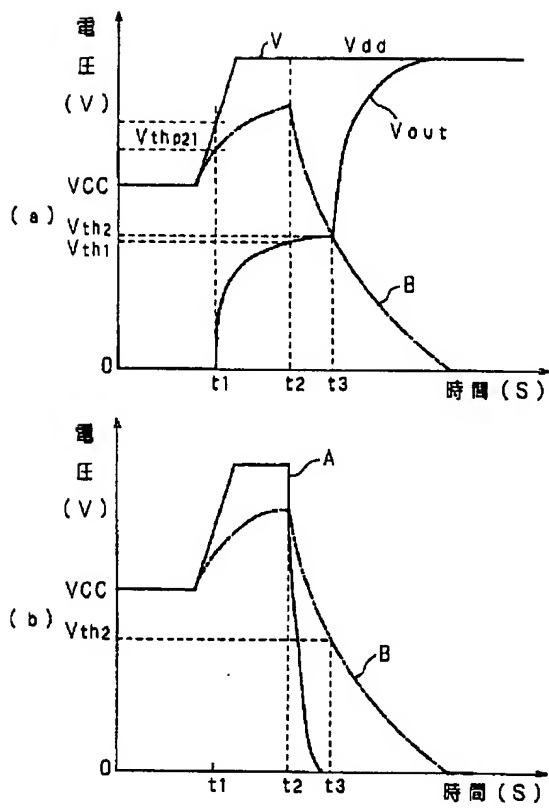 電
圧
(V)
V
Vdd
Vthp21
Vout
VCC
(a)
Vth2
Vth1
B
0
t1 t2 t3
時間(S)
電
圧
(V)
A
VCC
(b)
Vth2
B
0
t1 t2 t3
時間(S)